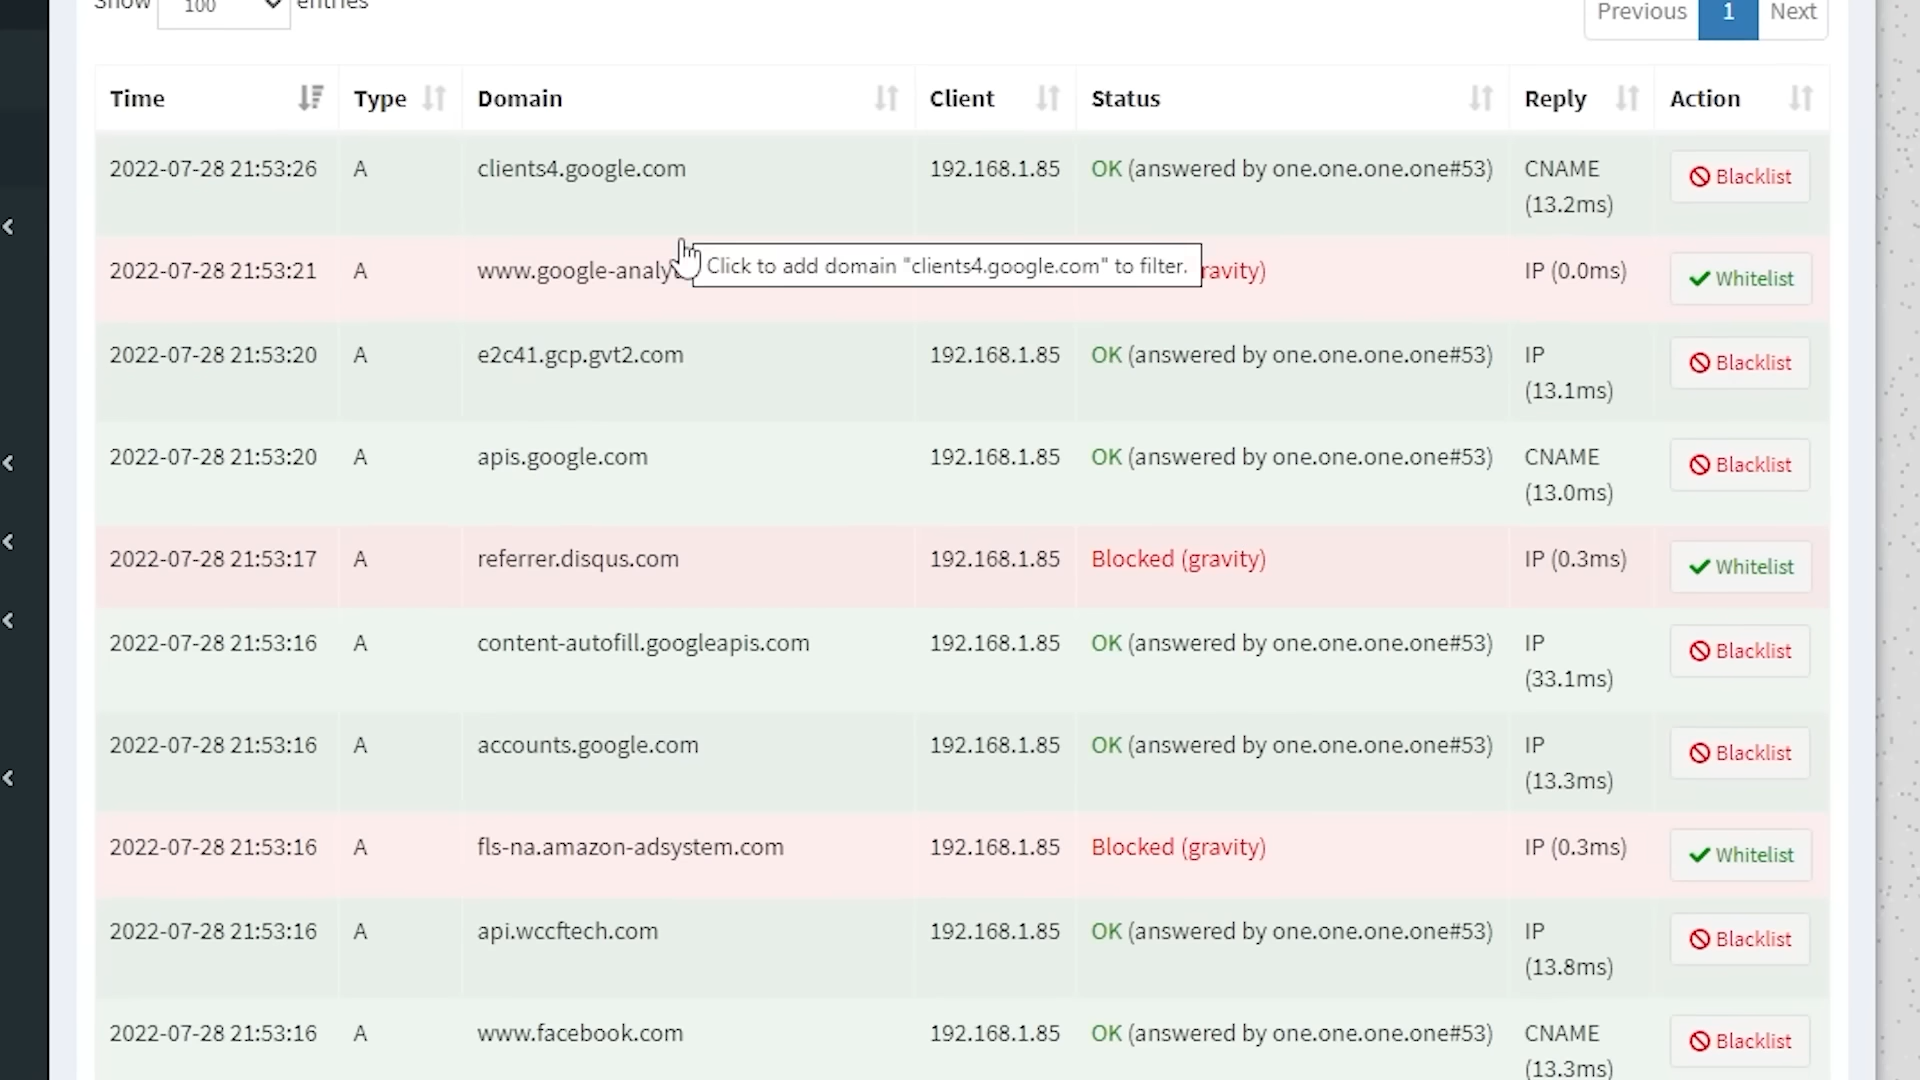 Show 100 entries
Previous 1 Next
Time Type Domain Client Status Reply Action
2022-07-28 21:53:26 A clients4.google.com 192.168.1.85 OK (answered by one.one.one.one#53) CNAME Blacklist
(13.2ms)
Click to add domain "clients4.google.com" to filter.
2022-07-28 21:53:21 A www.google-analy ravity) IP (0.0ms) Whitelist
2022-07-28 21:53:20 A e2c41.gcp.gvt2.com 192.168.1.85 OK (answered by one.one.one.one#53) IP Blacklist
(13.1ms)
2022-07-28 21:53:20 A apis.google.com 192.168.1.85 OK (answered by one.one.one.one#53) CNAME Blacklist
(13.0ms)
2022-07-28 21:53:17 A referrer.disqus.com 192.168.1.85 Blocked (gravity) IP (0.3ms) Whitelist
2022-07-28 21:53:16 A content-autofill.googleapis.com 192.168.1.85 OK (answered by one.one.one.one#53) IP Blacklist
(33.1ms)
2022-07-28 21:53:16 A accounts.google.com 192.168.1.85 OK (answered by one.one.one.one#53) IP Blacklist
(13.3ms)
2022-07-28 21:53:16 A fls-na.amazon-adsystem.com 192.168.1.85 Blocked (gravity) IP (0.3ms) Whitelist
2022-07-28 21:53:16 A api.wccftech.com 192.168.1.85 OK (answered by one.one.one.one#53) IP Blacklist
(13.8ms)
2022-07-28 21:53:16 A www.facebook.com 192.168.1.85 OK (answered by one.one.one.one#53) CNAME Blacklist
(13.3ms)